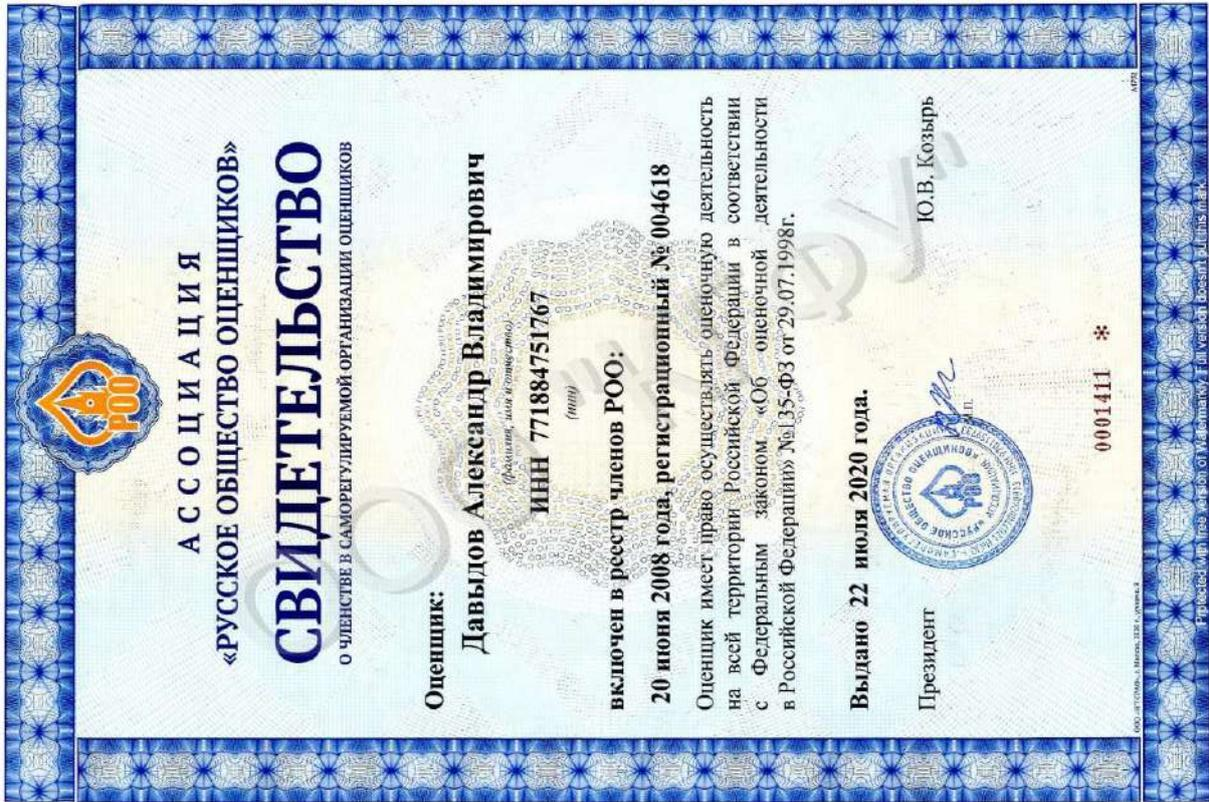 РОО
АССОЦИАЦИЯ
«РУССКОЕ ОБЩЕСТВО ОЦЕНЩИКОВ»
СВИДЕТЕЛЬСТВО
О ЧЛЕНСТВЕ В САМОРЕГУЛИРУЕМОЙ ОРГАНИЗАЦИИ ОЦЕНЩИКОВ
Оценщик:
Давыдов Александр Владимирович
(фамилия, имя и отчество)
ИНН 771884751767
(инн)
включен в реестр членов РОО:
20 июня 2008 года, регистрационный № 004618
Оценщик имеет право осуществлять оценочную деятельность
на всей территории Российской Федерации в соответствии
с Федеральным законом «Об оценочной деятельности
в Российской Федерации» №135-ФЗ от 29.07.1998г.
Выдано 22 июля 2020 года.
Президент
М.П.
Ю.В. Козырь
0001411 *
Protected with free version of Watermarkly. Full version doesn't put this mark.